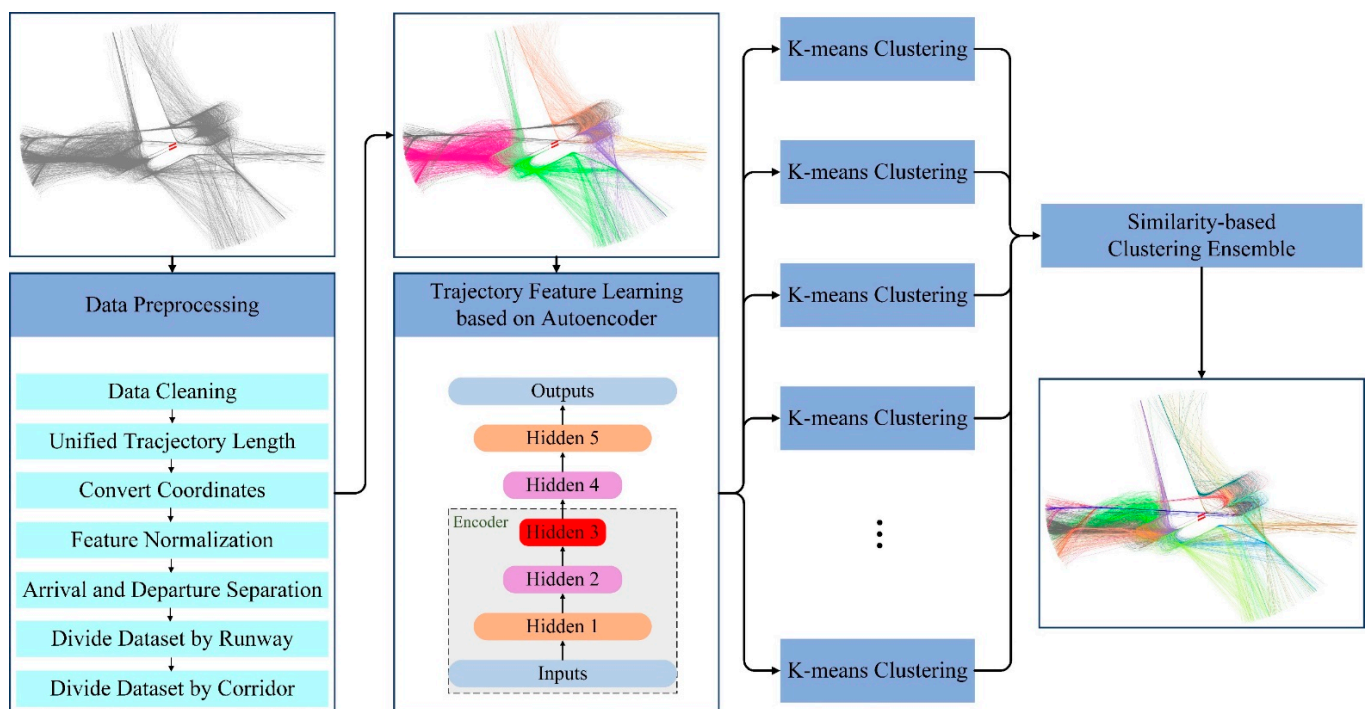 Data Preprocessing
Data Cleaning
Unified Tracjectory Length
Convert Coordinates
Feature Normalization
Arrival and Departure Separation
Divide Dataset by Runway
Divide Dataset by Corridor
Trajectory Feature Learning
based on Autoencoder
Outputs
Hidden 5
Hidden 4
Encoder
Hidden 3
Hidden 2
Hidden 1
Inputs
K-means Clustering
K-means Clustering
K-means Clustering
K-means Clustering
K-means Clustering
Similarity-based
Clustering Ensemble